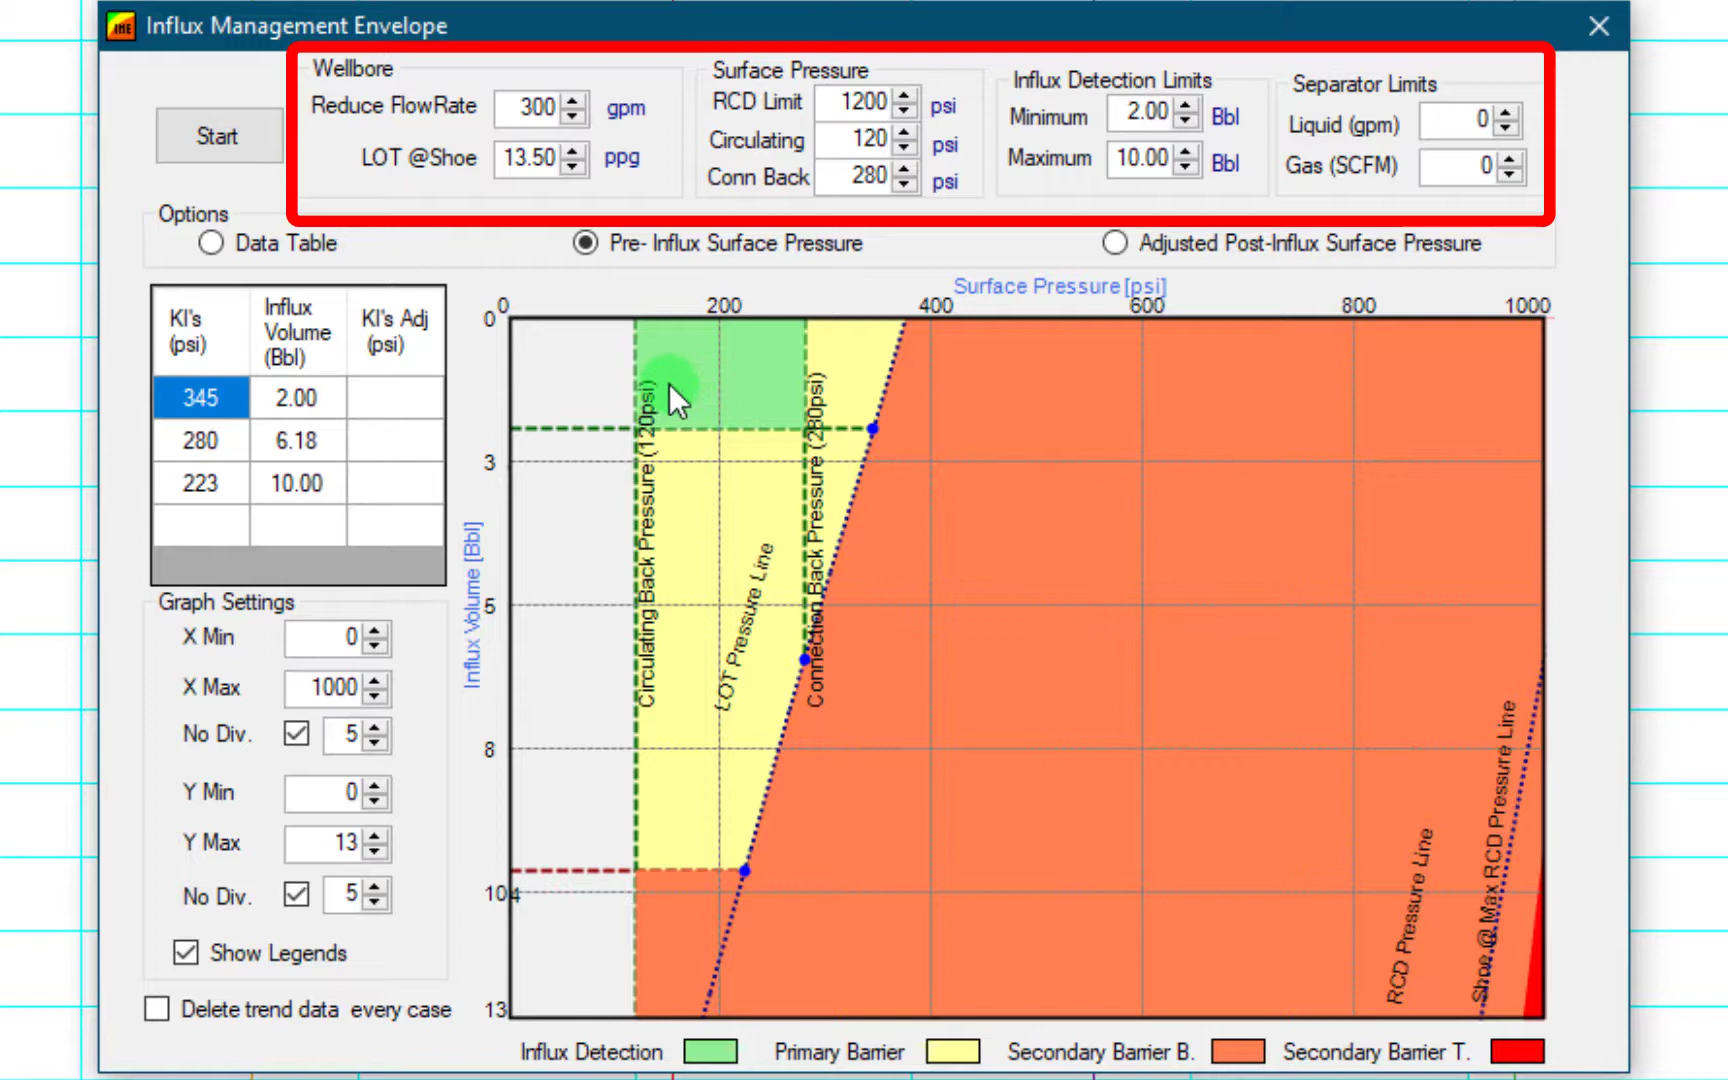 IME Influx Management Envelope
Start
Wellbore
Reduce FlowRate 300 gpm
LOT @Shoe 13.50 ppg
Surface Pressure
RCD Limit 1200 psi
Circulating 120 psi
Conn Back 280 psi
Influx Detection Limits
Minimum 2.00 Bbl
Maximum 10.00 Bbl
Separator Limits
Liquid (gpm) 0
Gas (SCFM) 0
Options
Data Table
Pre- Influx Surface Pressure
Adjusted Post-Influx Surface Pressure
KI's
(psi)
Influx
Volume
(Bbl)
KI's Adj
(psi)
345 2.00
280 6.18
223 10.00
Graph Settings
X Min 0
X Max 1000
No Div. 5
Y Min 0
Y Max 13
No Div. 5
Show Legends
Delete trend data every case
Surface Pressure [psi]
0 200 400 600 800 1000
Influx Volume [Bbl]
0
3
5
8
10.4
13
Circulating Back Pressure (120psi)
LOT Pressure Line
Connection Back Pressure (280psi)
RCD Pressure Line
Shoe @ Max RCD Pressure Line
Influx Detection
Primary Barrier
Secondary Barrier B.
Secondary Barrier T.